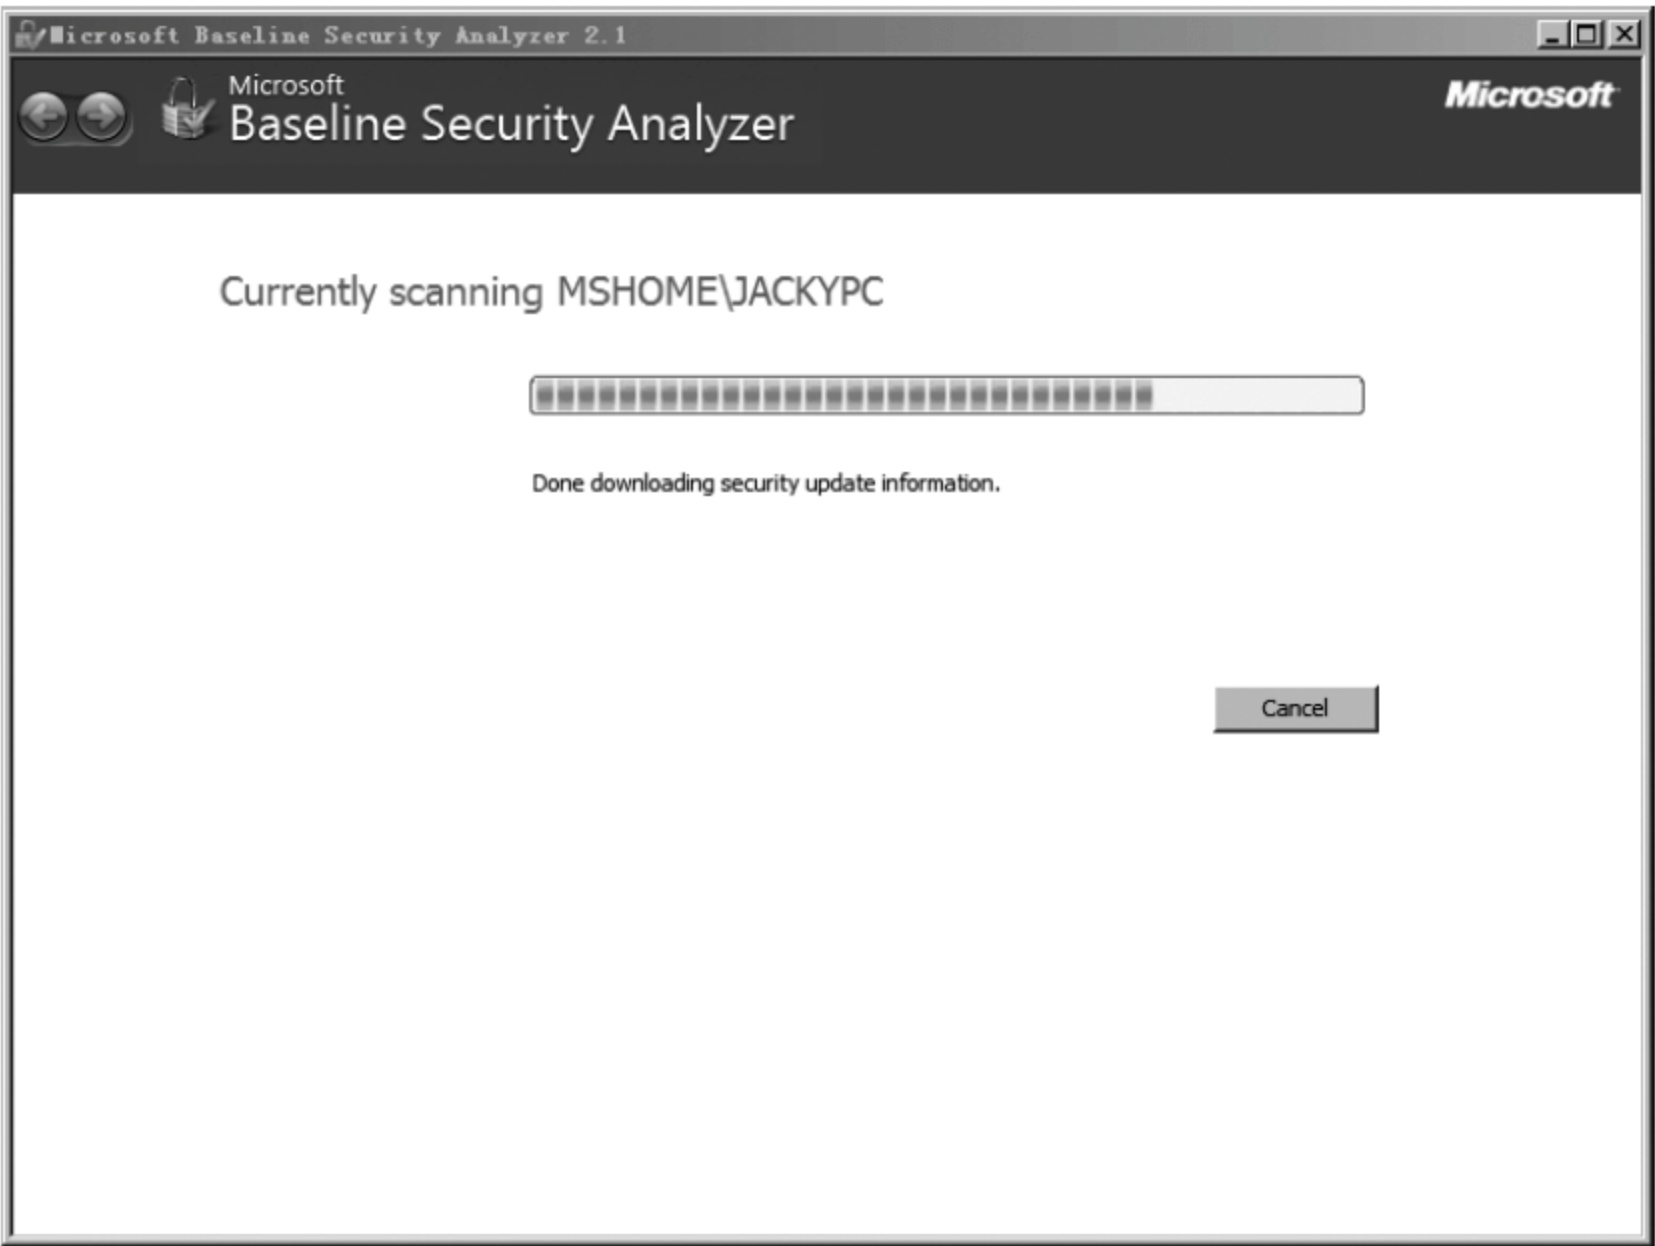 Microsoft Baseline Security Analyzer 2.1
Microsoft
Baseline Security Analyzer
Microsoft
Currently scanning MSHOME\JACKYPC
Done downloading security update information.
Cancel